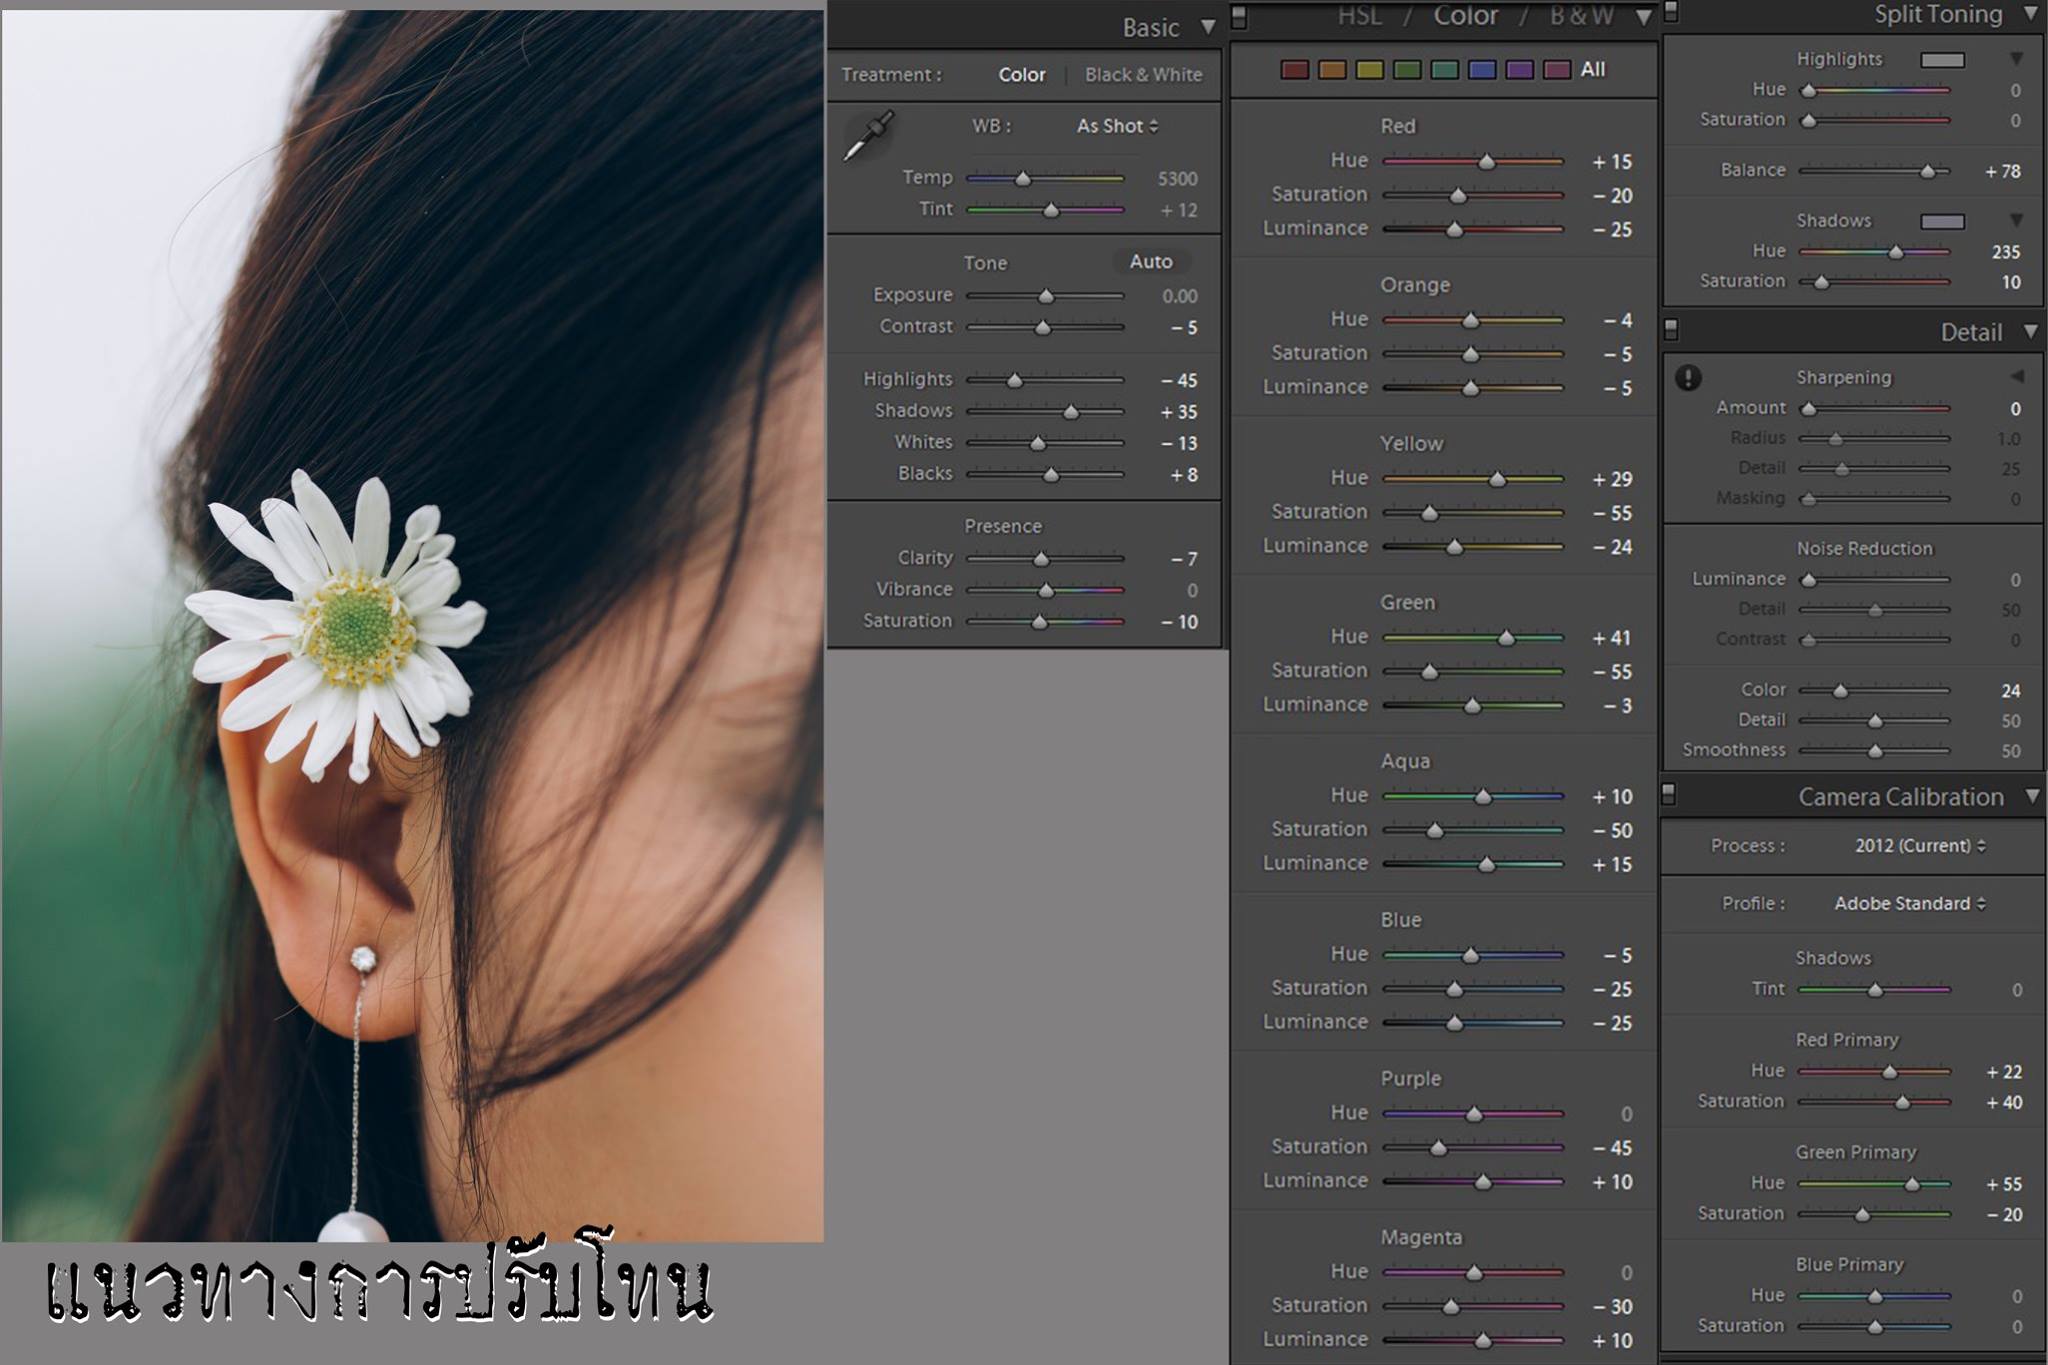 Basic
Treatment : Color Black & White
WB : As Shot
Temp 5300
Tint + 12
Tone Auto
Exposure 0.00
Contrast – 5
Highlights – 45
Shadows + 35
Whites – 13
Blacks + 8
Presence
Clarity – 7
Vibrance 0
Saturation – 10
HSL / Color / B & W
All
Red
Hue + 15
Saturation – 20
Luminance – 25
Orange
Hue – 4
Saturation – 5
Luminance – 5
Yellow
Hue + 29
Saturation – 55
Luminance – 24
Green
Hue + 41
Saturation – 55
Luminance – 3
Aqua
Hue + 10
Saturation – 50
Luminance + 15
Blue
Hue – 5
Saturation – 25
Luminance – 25
Purple
Hue 0
Saturation – 45
Luminance + 10
Magenta
Hue 0
Saturation – 30
Luminance + 10
Split Toning
Highlights
Hue 0
Saturation 0
Balance + 78
Shadows
Hue 235
Saturation 10
Detail
Sharpening
Amount 0
Radius 1.0
Detail 25
Masking 0
Noise Reduction
Luminance 0
Detail 50
Contrast 0
Color 24
Detail 50
Smoothness 50
Camera Calibration
Process : 2012 (Current)
Profile : Adobe Standard
Shadows
Tint 0
Red Primary
Hue + 22
Saturation + 40
Green Primary
Hue + 55
Saturation – 20
Blue Primary
Hue 0
Saturation 0
แนวทางการปรับโทน